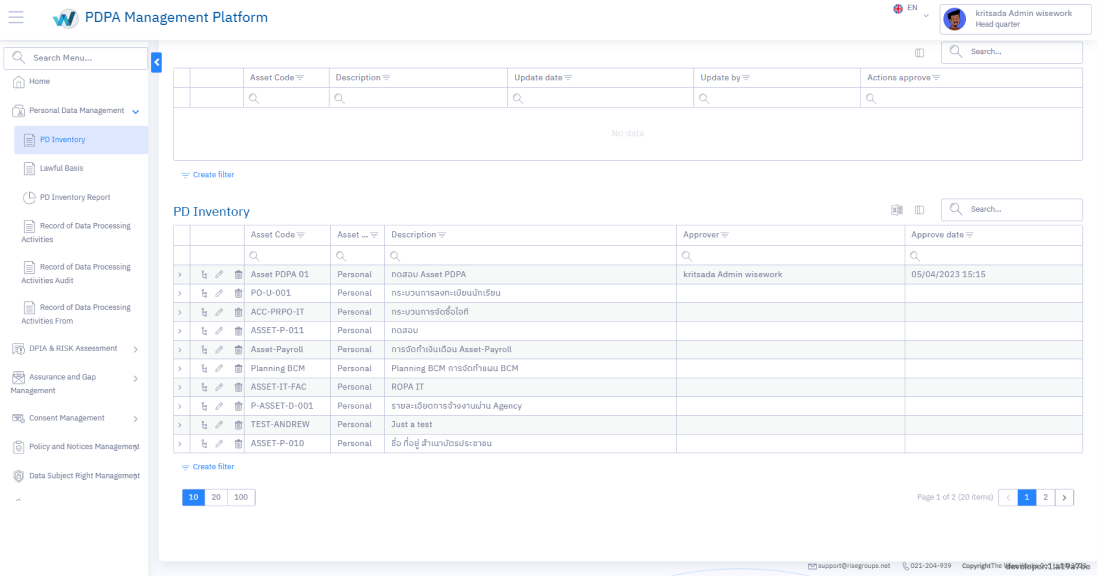 PDPA Management Platform
EN
kritsada Admin wisework
Head quarter
Search Menu...
Home
Personal Data Management
PD Inventory
Lawful Basis
PD Inventory Report
Record of Data Processing
Activities
Record of Data Processing
Activities Audit
Record of Data Processing
Activities From
DPIA & RISK Assessment
Assurance and Gap
Management
Consent Management
Policy and Notices Management
Data Subject Right Management
Search...
Asset Code Description Update date Update by Actions approve
No data
Create filter
PD Inventory
Search...
Asset Code Asset ... Description Approver Approve date
Asset PDPA 01 Personal ทดสอบ Asset PDPA kritsada Admin wisework 05/04/2023 15:15
PO-U-001 Personal กระบวนการลงทะเบียนนักเรียน
ACC-PRPO-IT Personal กระบวนการจัดซื้อไอที
ASSET-P-011 Personal ทดสอบ
Asset-Payroll Personal การจัดทำเงินเดือน Asset-Payroll
Planning BCM Personal Planning BCM การจัดทำแผน BCM
ASSET-IT-FAC Personal ROPA IT
P-ASSET-D-001 Personal รายละเอียดการจ้างงานผ่าน Agency
TEST-ANDREW Personal Just a test
ASSET-P-010 Personal ชื่อ ที่อยู่ สำเนาบัตรประชาชน
Create filter
10 20 100
Page 1 of 2 (20 items) 1 2
support@risegroups.net 021-204-939 Copyright The